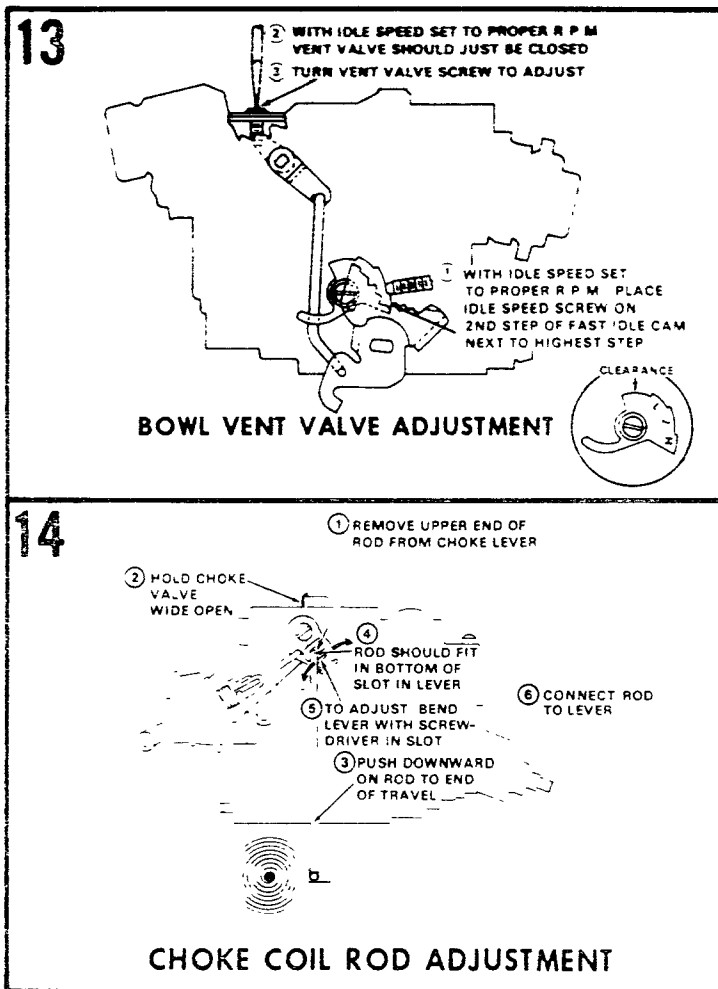 13
② WITH IDLE SPEED SET TO PROPER R P M
VENT VALVE SHOULD JUST BE CLOSED
③ TURN VENT VALVE SCREW TO ADJUST
① WITH IDLE SPEED SET
TO PROPER R P M PLACE
IDLE SPEED SCREW ON
2ND STEP OF FAST IDLE CAM
NEXT TO HIGHEST STEP
CLEARANCE
L
I
H
BOWL VENT VALVE ADJUSTMENT
14
① REMOVE UPPER END OF
ROD FROM CHOKE LEVER
② HOLD CHOKE
VALVE
WIDE OPEN
④
ROD SHOULD FIT
IN BOTTOM OF
SLOT IN LEVER
⑤ TO ADJUST BEND
LEVER WITH SCREW-
DRIVER IN SLOT
⑥ CONNECT ROD
TO LEVER
③ PUSH DOWNWARD
ON ROD TO END
OF TRAVEL
CHOKE COIL ROD ADJUSTMENT